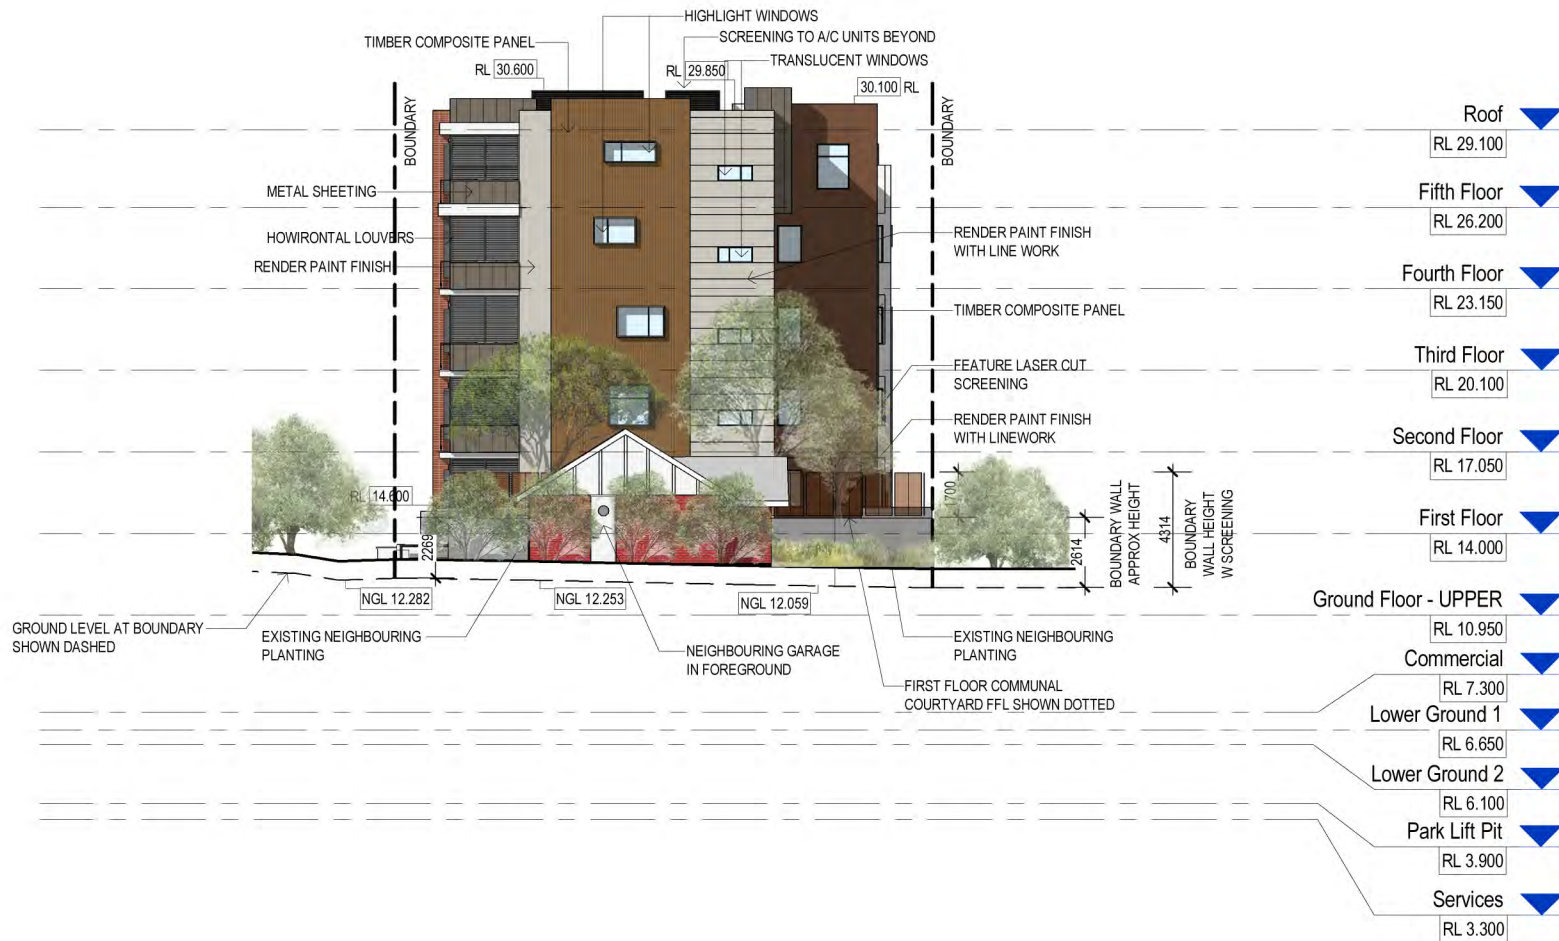 HIGHLIGHT WINDOWS
SCREENING TO A/C UNITS BEYOND
TIMBER COMPOSITE PANEL
TRANSLUCENT WINDOWS
RL 30.600
RL 29.850
30.100 RL
BOUNDARY
BOUNDARY
METAL SHEETING
HOWIRONTAL LOUVERS
RENDER PAINT FINISH
RENDER PAINT FINISH
WITH LINE WORK
TIMBER COMPOSITE PANEL
FEATURE LASER CUT
SCREENING
RENDER PAINT FINISH
WITH LINEWORK
RL 14.600
2269
700
2614
BOUNDARY WALL
APPROX HEIGHT
4314
BOUNDARY
WALL HEIGHT
W SCREENING
NGL 12.282
NGL 12.253
NGL 12.059
GROUND LEVEL AT BOUNDARY
SHOWN DASHED
EXISTING NEIGHBOURING
PLANTING
NEIGHBOURING GARAGE
IN FOREGROUND
EXISTING NEIGHBOURING
PLANTING
FIRST FLOOR COMMUNAL
COURTYARD FFL SHOWN DOTTED
Roof
RL 29.100
Fifth Floor
RL 26.200
Fourth Floor
RL 23.150
Third Floor
RL 20.100
Second Floor
RL 17.050
First Floor
RL 14.000
Ground Floor - UPPER
RL 10.950
Commercial
RL 7.300
Lower Ground 1
RL 6.650
Lower Ground 2
RL 6.100
Park Lift Pit
RL 3.900
Services
RL 3.300